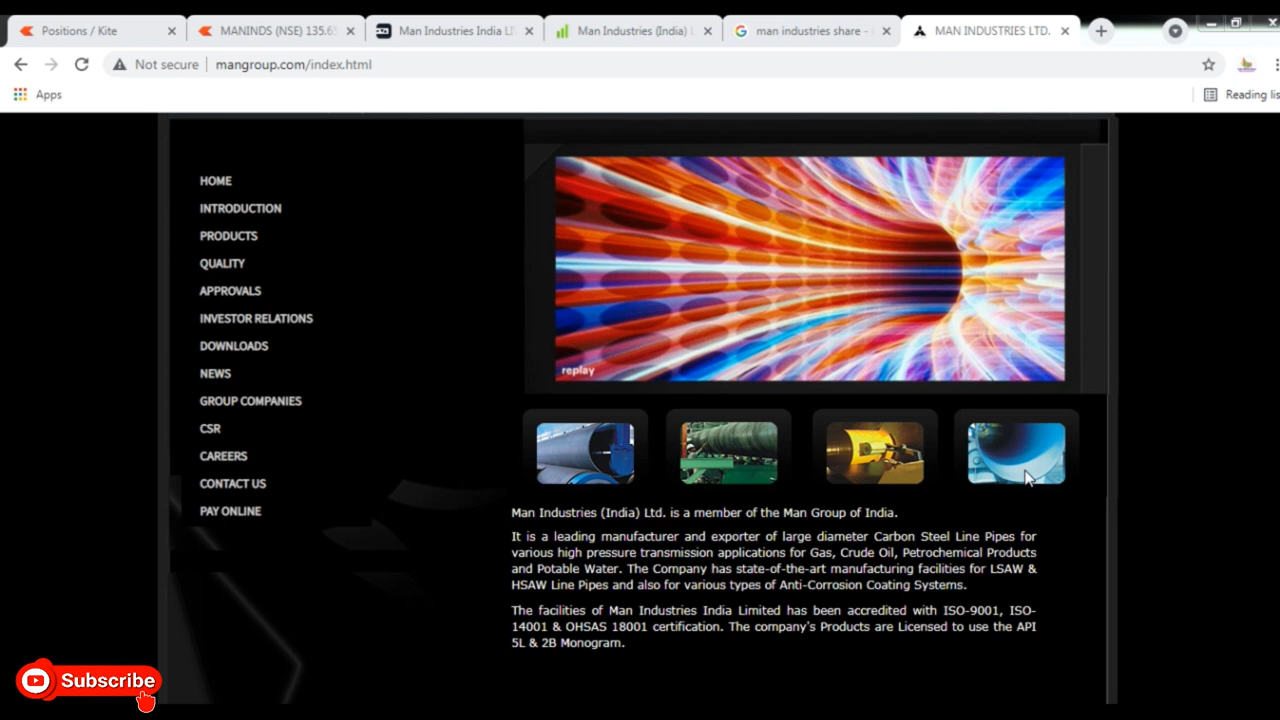 Positions / Kite
MANINDS (NSE) 135.6
Man Industries India LI
Man Industries (India) L
man industries share -
MAN INDUSTRIES LTD.
Not secure
mangroup.com/index.html
Apps
Reading lis
HOME
INTRODUCTION
PRODUCTS
QUALITY
APPROVALS
INVESTOR RELATIONS
DOWNLOADS
NEWS
GROUP COMPANIES
CSR
CAREERS
CONTACT US
PAY ONLINE
replay
Man Industries (India) Ltd. is a member of the Man Group of India.
It is a leading manufacturer and exporter of large diameter Carbon Steel Line Pipes for
various high pressure transmission applications for Gas, Crude Oil, Petrochemical Products
and Potable Water. The Company has state-of-the-art manufacturing facilities for LSAW &
HSAW Line Pipes and also for various types of Anti-Corrosion Coating Systems.
The facilities of Man Industries India Limited has been accredited with ISO-9001, ISO-
14001 & OHSAS 18001 certification. The company's Products are Licensed to use the API
5L & 2B Monogram.
Subscribe